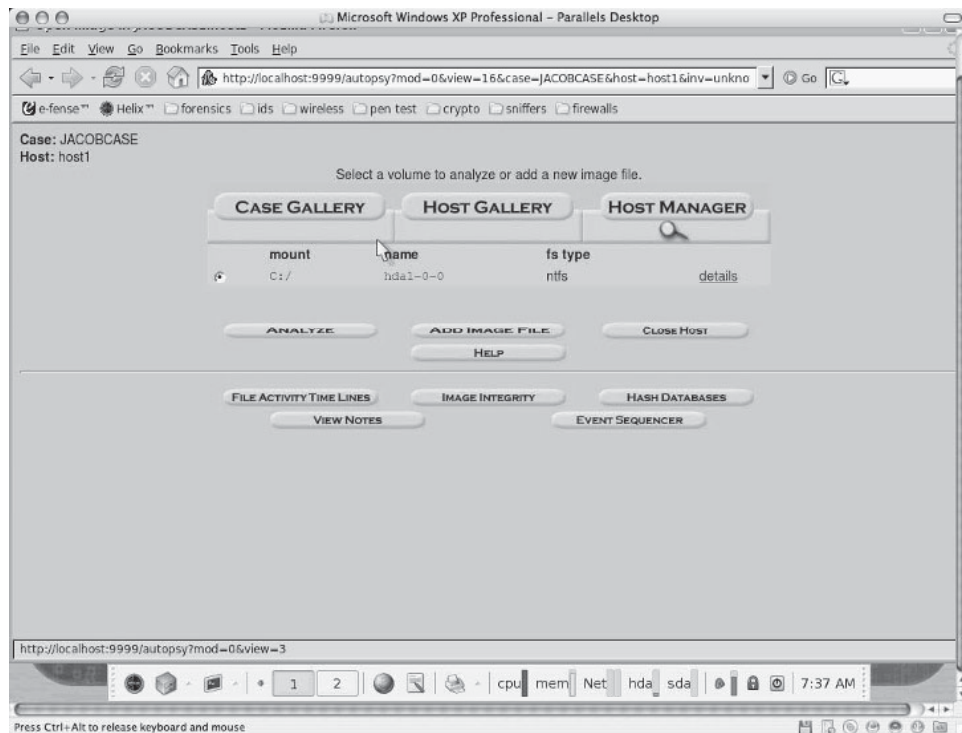 Microsoft Windows XP Professional – Parallels Desktop
File Edit View Go Bookmarks Tools Help
http://localhost:9999/autopsy?mod=0&view=16&case=JACOBCASE&host=host1&inv=unkno Go G
e-fense™ Helix™ forensics ids wireless pen test crypto sniffers firewalls
Case: JACOBCASE
Host: host1
Select a volume to analyze or add a new image file.
CASE GALLERY HOST GALLERY HOST MANAGER
mount name fs type
C:/ hda1-0-0 ntfs details
ANALYZE ADD IMAGE FILE CLOSE HOST
HELP
FILE ACTIVITY TIME LINES IMAGE INTEGRITY HASH DATABASES
VIEW NOTES EVENT SEQUENCER
http://localhost:9999/autopsy?mod=0&view=3
1 2 cpu mem Net hda sda 7:37 AM
Press Ctrl+Alt to release keyboard and mouse